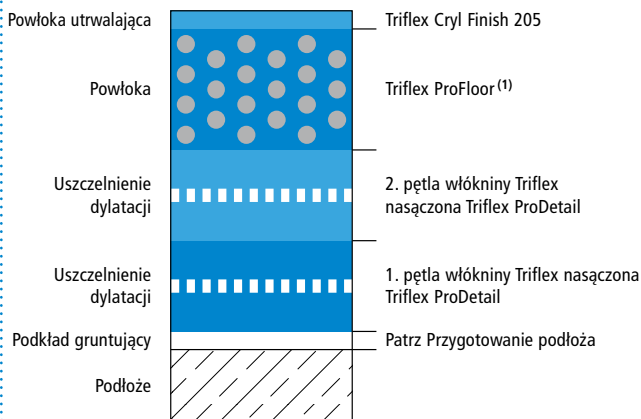 Powłoka utrwalająca
Triflex Cryl Finish 205
Powłoka
Triflex ProFloor (1)
Uszczelnienie
dylatacji
2. pętla włókniny Triflex
nasączona Triflex ProDetail
Uszczelnienie
dylatacji
1. pętla włókniny Triflex nasączona
Triflex ProDetail
Podkład gruntujący
Patrz Przygotowanie podłoża
Podłoże